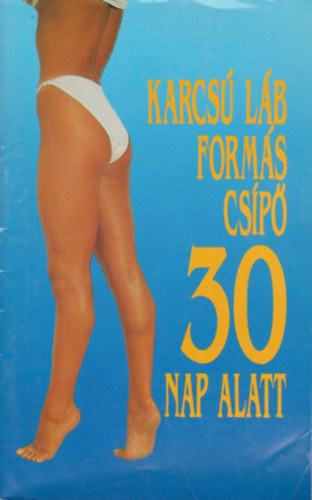 KARCSÚ LÁB
FORMÁS
CSÍPŐ
30
NAP ALATT